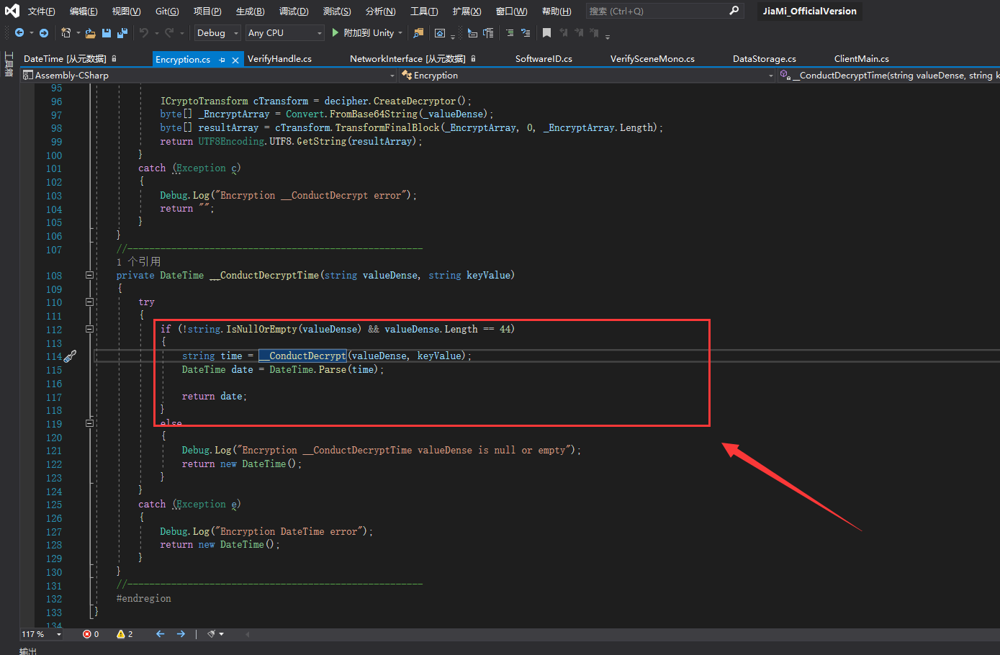 文件(F) 编辑(E) 视图(V) Git(G) 项目(P) 生成(B) 调试(D) 测试(S) 分析(N) 工具(T) 扩展(X) 窗口(W) 帮助(H) 搜索 (Ctrl+Q) JiaMi_OfficialVersion
Debug Any CPU 附加到 Unity
工具箱
DateTime [从元数据] Encryption.cs VerifyHandle.cs NetworkInterface [从元数据] SoftwareID.cs VerifySceneMono.cs DataStorage.cs ClientMain.cs
Assembly-CSharp Encryption __ConductDecryptTime(string valueDense, string k
95
96 ICryptoTransform cTransform = decipher.CreateDecryptor();
97 byte[] _EncryptArray = Convert.FromBase64String(_valueDense);
98 byte[] resultArray = cTransform.TransformFinalBlock(_EncryptArray, 0, _EncryptArray.Length);
99 return UTF8Encoding.UTF8.GetString(resultArray);
100 }
101 catch (Exception c)
102 {
103 Debug.Log("Encryption __ConductDecrypt error");
104 return "";
105 }
106 }
107 //------------------------------------------------------
1 个引用
108 private DateTime __ConductDecryptTime(string valueDense, string keyValue)
109 {
110 try
111 {
112 if (!string.IsNullOrEmpty(valueDense) && valueDense.Length == 44)
113 {
114 string time = __ConductDecrypt(valueDense, keyValue);
115 DateTime date = DateTime.Parse(time);
116
117 return date;
118 }
119 else
120 {
121 Debug.Log("Encryption __ConductDecryptTime valueDense is null or empty");
122 return new DateTime();
123 }
124 }
125 catch (Exception e)
126 {
127 Debug.Log("Encryption DateTime error");
128 return new DateTime();
129 }
130 }
131 //------------------------------------------------------
132 #endregion
133 }
134
117 % 0 2
输出